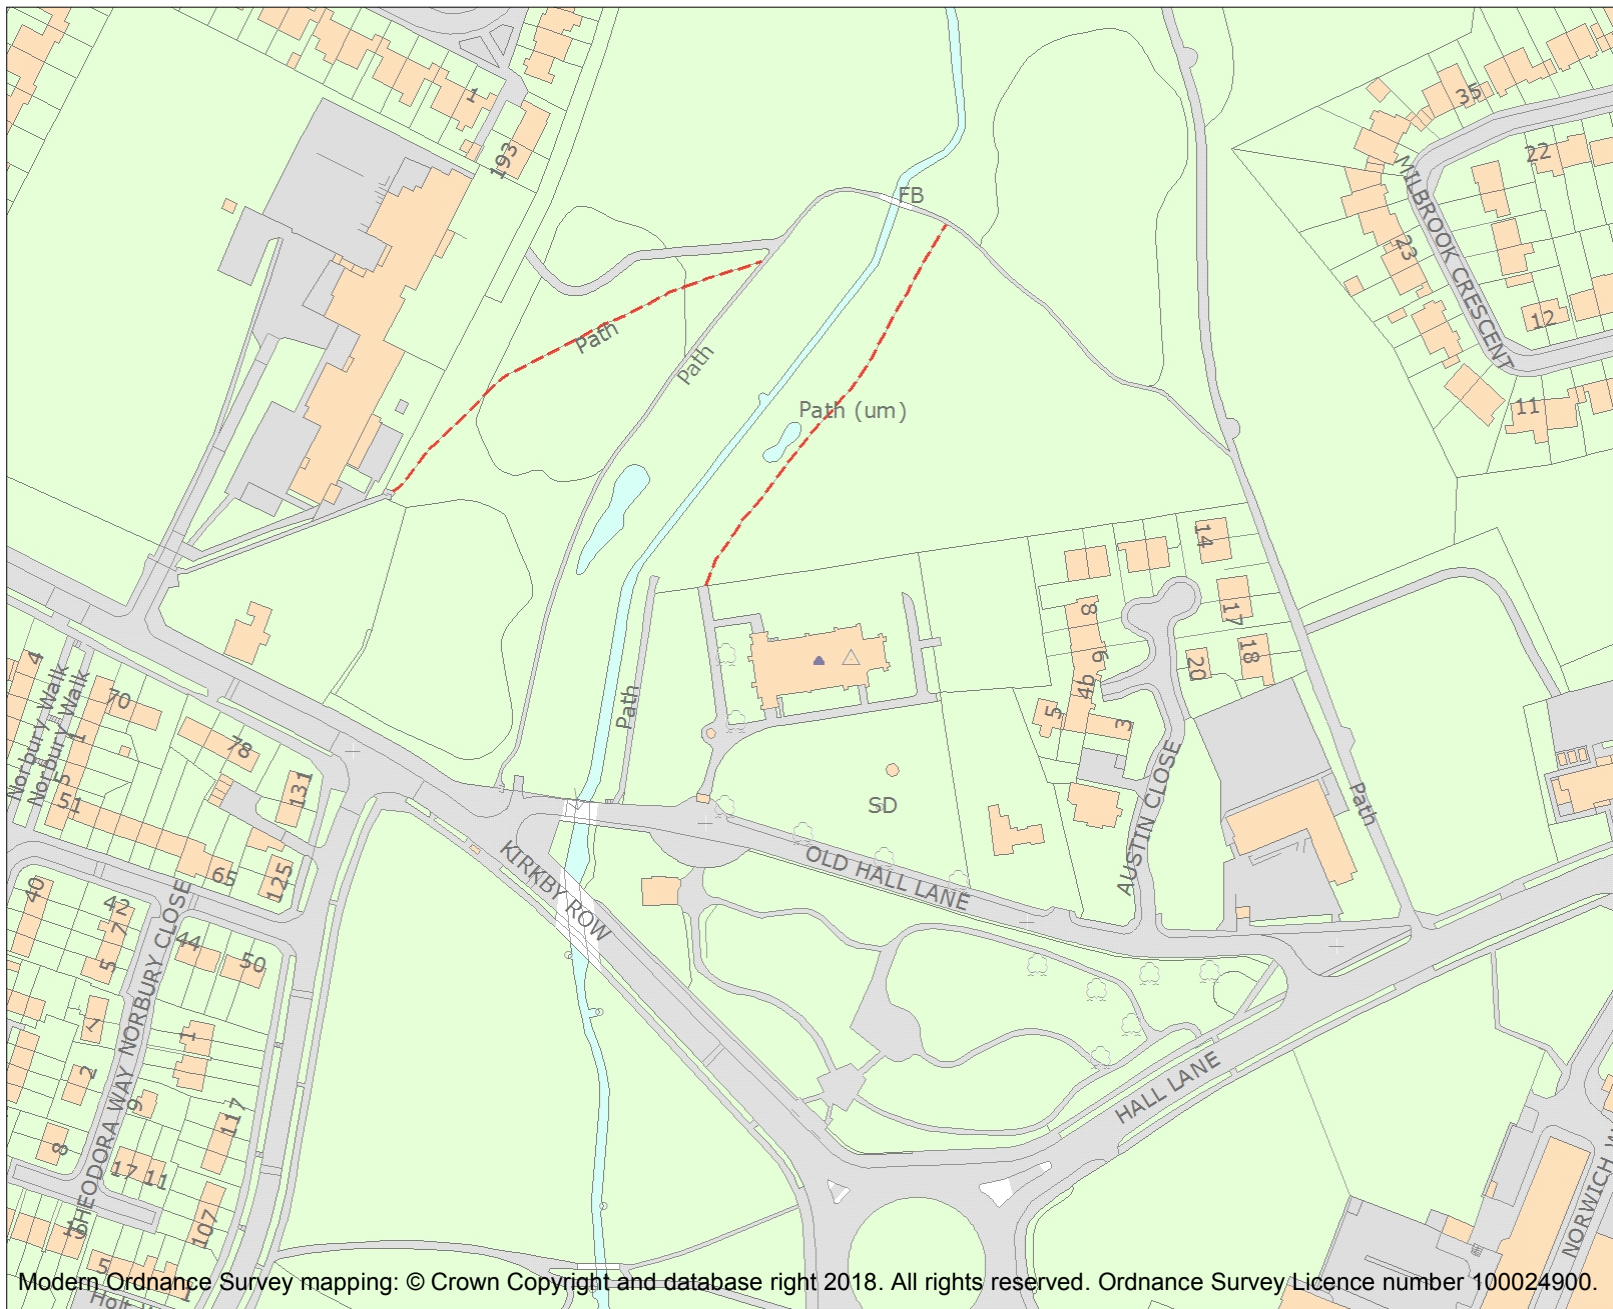 1
193
35
22
MILBROOK CRESCENT
23
12
11
FB
Path
Path
Path (um)
14
8
17
6
18
20
4b
5
3
4
Norbury Walk
Norbury Walk
70
1
5
51
78
131
Path
SD
AUSTIN CLOSE
Path
OLD HALL LANE
KIRKBY ROW
65
125
40
42
7
5
44
50
THEODORA WAY NORBURY CLOSE
1
1
2
9
117
8
17 11
107
15
5
1
HALL LANE
Modern Ordnance Survey mapping: © Crown Copyright and database right 2018. All rights reserved. Ordnance Survey Licence number 100024900.